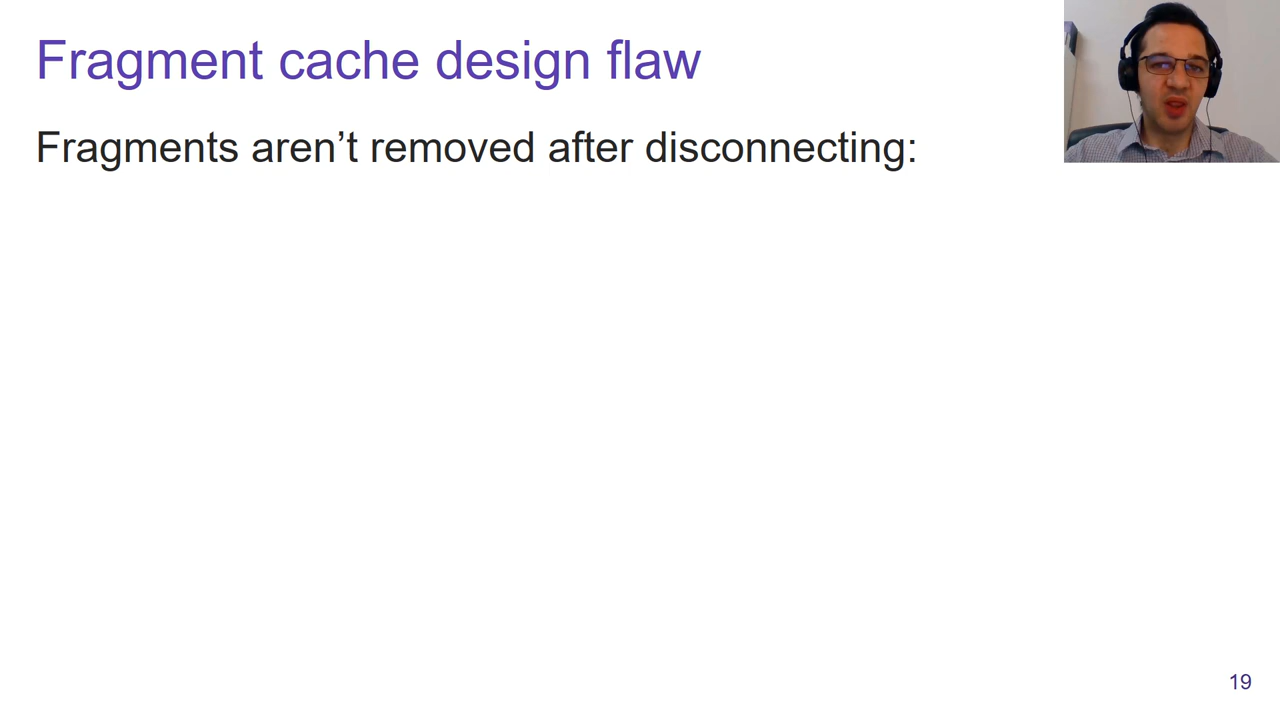 Fragment cache design flaw
Fragments aren’t removed after disconnecting:
19